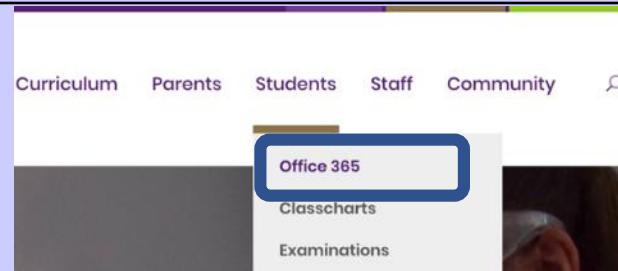 Curriculum Parents Students Staff Community
Office 365
Classcharts
Examinations